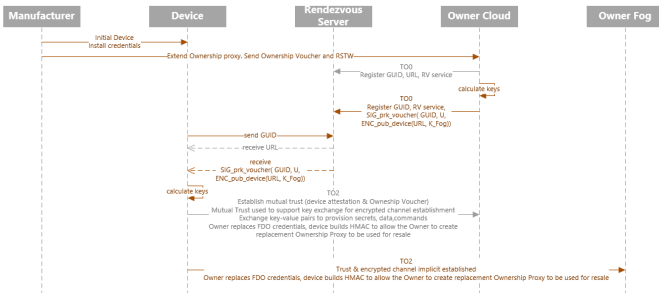 Manufacturer
Device
Rendezvous
Server
Owner Cloud
Owner Fog
Initial Device
Install credentials
Extend Ownership proxy. Send Ownership Voucher and RSTW
TO0
Register GUID, URL, RV service
calculate keys
TO0
Register GUID, RV service,
SIG_prk_voucher( GUID, U,
ENC_pub_device(URL, K_Fog))
send GUID
receive URL
receive
SIG_prk_voucher( GUID, U,
ENC_pub_device(URL, K_Fog))
calculate keys
TO2
Establish mutual trust (device attestation & Ownership Voucher)
Mutual Trust used to support key exchange for encrypted channel establishment
Exchange key-value pairs to provision secrets, data,commands
Owner replaces FDO credentials, device builds HMAC to allow the Owner to create
replacement Ownership Proxy to be used for resale
TO2
Trust & encrypted channel implicit established
Owner replaces FDO credentials, device builds HMAC to allow the Owner to create replacement Ownership Proxy to be used for resale